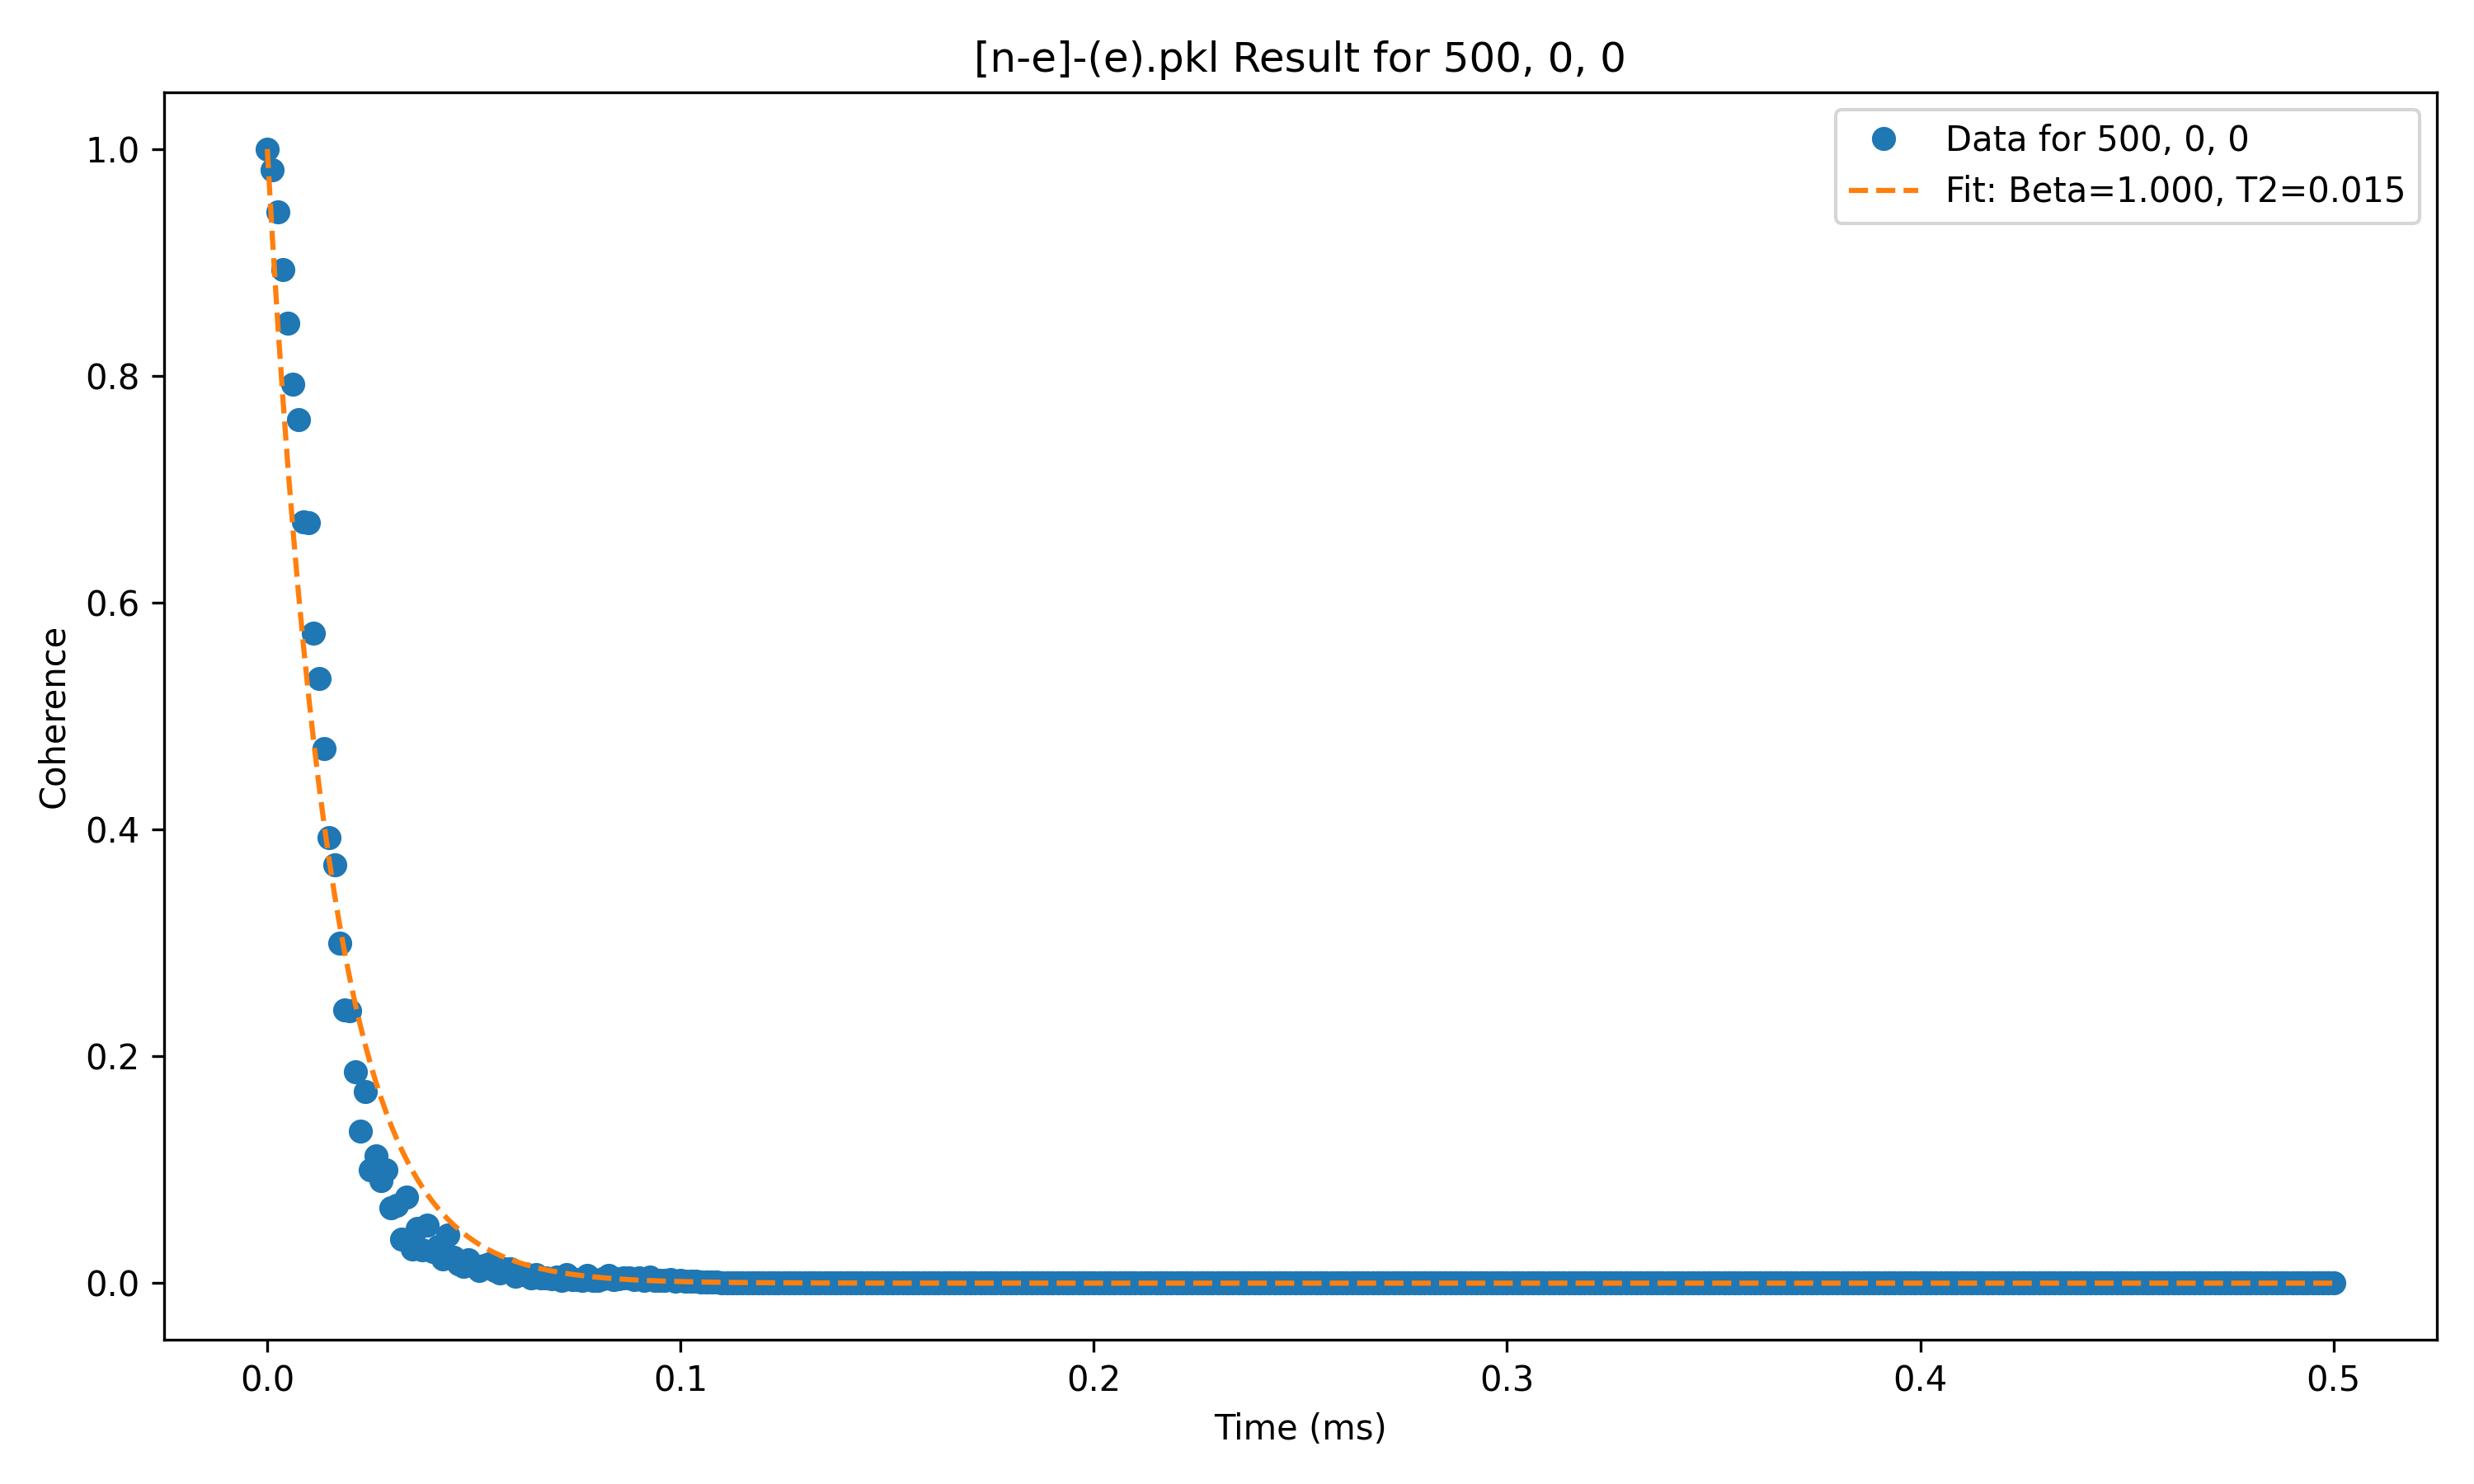 [n-e]-(e).pkl Result for 500, 0, 0
Data for 500, 0, 0
Fit: Beta=1.000, T2=0.015
1.0
0.8
0.6
0.4
0.2
0.0
Coherence
0.0 0.1 0.2 0.3 0.4 0.5
Time (ms)